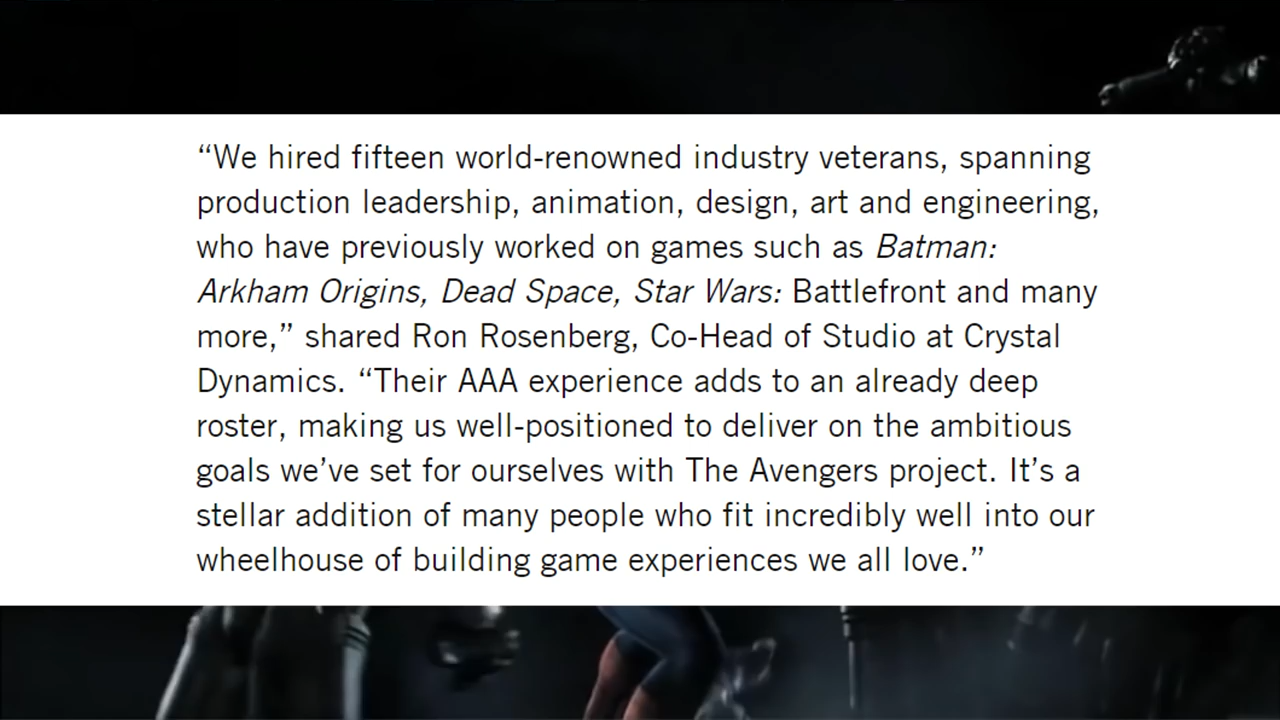 “We hired fifteen world-renowned industry veterans, spanning
production leadership, animation, design, art and engineering,
who have previously worked on games such as Batman:
Arkham Origins, Dead Space, Star Wars: Battlefront and many
more,” shared Ron Rosenberg, Co-Head of Studio at Crystal
Dynamics. “Their AAA experience adds to an already deep
roster, making us well-positioned to deliver on the ambitious
goals we’ve set for ourselves with The Avengers project. It’s a
stellar addition of many people who fit incredibly well into our
wheelhouse of building game experiences we all love.”